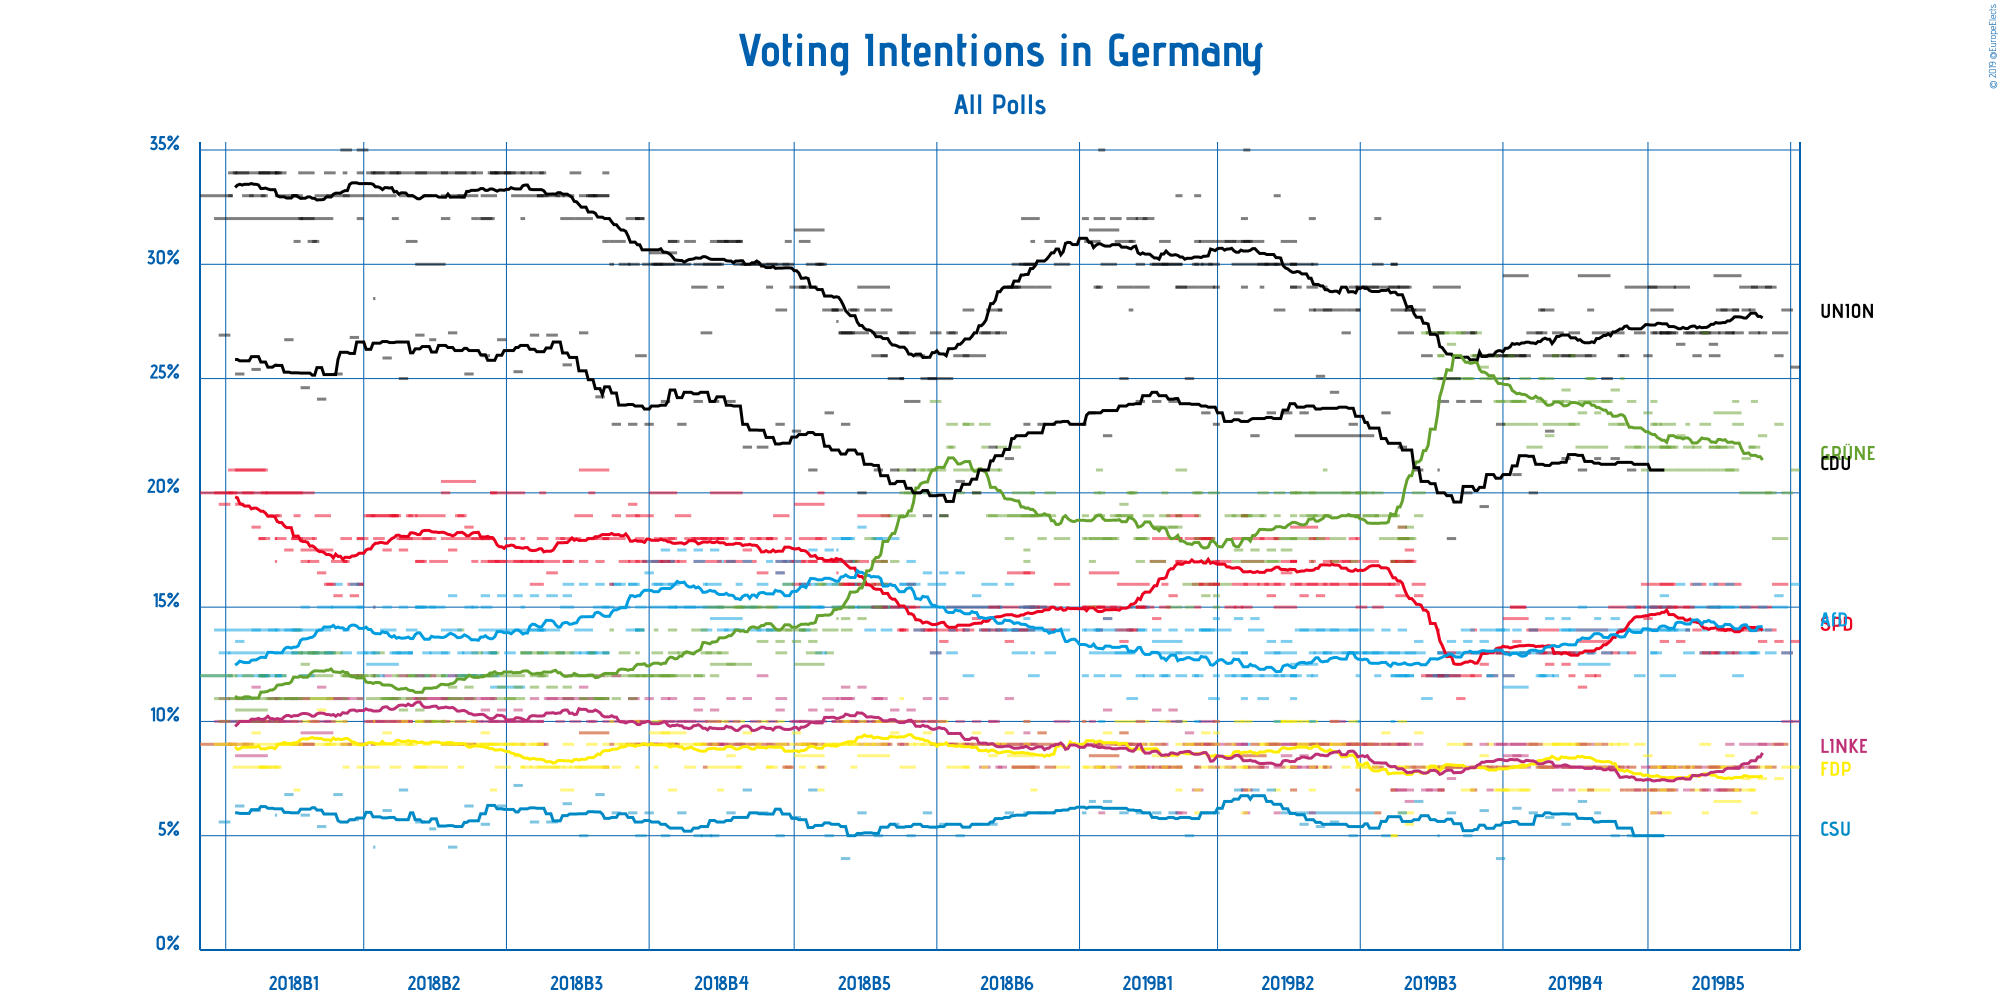 © 2019 @EuropeElects
Voting Intentions in Germany
All Polls
35%
30%
25%
20%
15%
10%
5%
0%
UNION
GRÜNE
CDU
AfD
SPD
LINKE
FDP
CSU
2018B1 2018B2 2018B3 2018B4 2018B5 2018B6 2019B1 2019B2 2019B3 2019B4 2019B5